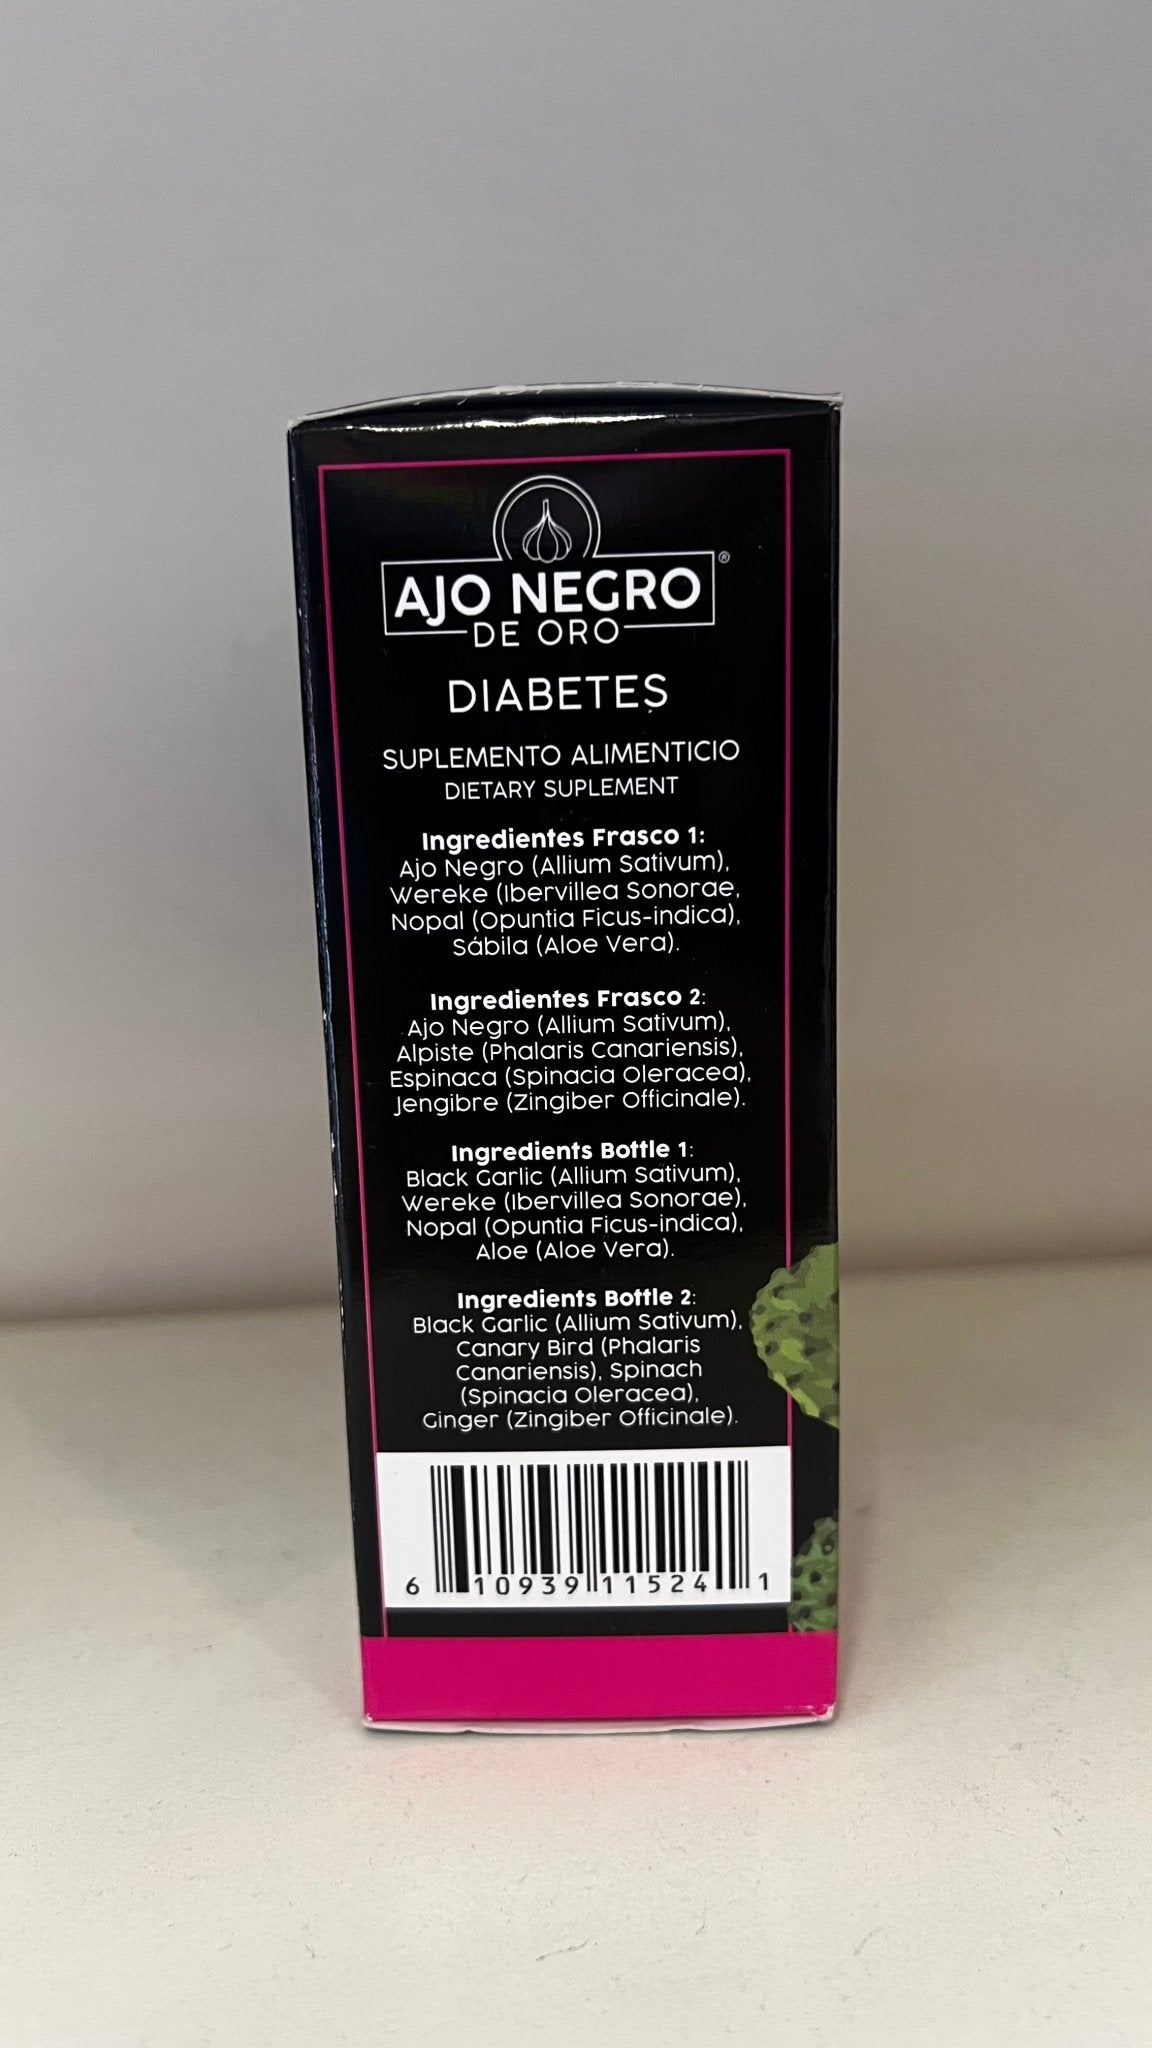 AJO NEGRO ®
DE ORO
DIABETES
SUPLEMENTO ALIMENTICIO
DIETARY SUPLEMENT
Ingredientes Frasco 1:
Ajo Negro (Allium Sativum),
Wereke (Ibervillea Sonorae,
Nopal (Opuntia Ficus-indica),
Sábila (Aloe Vera).
Ingredientes Frasco 2:
Ajo Negro (Allium Sativum),
Alpiste (Phalaris Canariensis),
Espinaca (Spinacia Oleracea),
Jengibre (Zingiber Officinale).
Ingredients Bottle 1:
Black Garlic (Allium Sativum),
Wereke (Ibervillea Sonorae),
Nopal (Opuntia Ficus-indica),
Aloe (Aloe Vera).
Ingredients Bottle 2:
Black Garlic (Allium Sativum),
Canary Bird (Phalaris
Canariensis), Spinach
(Spinacia Oleracea),
Ginger (Zingiber Officinale).
6 10939 11524 1